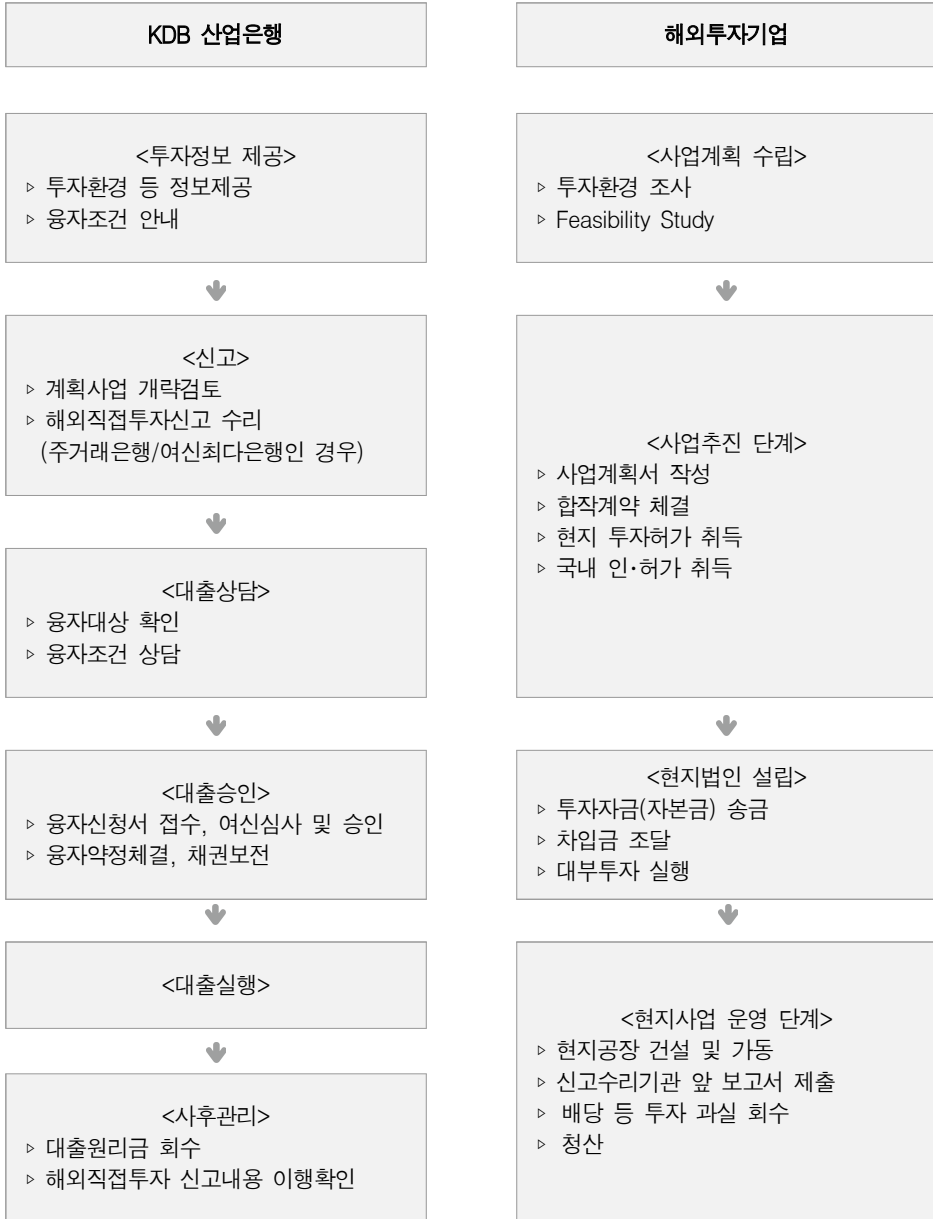 KDB 산업은행
<투자정보 제공>
▹ 투자환경 등 정보제공
▹ 융자조건 안내
<신고>
▹ 계획사업 개략검토
▹ 해외직접투자신고 수리
(주거래은행/여신최다은행인 경우)
<대출상담>
▹ 융자대상 확인
▹ 융자조건 상담
<대출승인>
▹ 융자신청서 접수, 여신심사 및 승인
▹ 융자약정체결, 채권보전
<대출실행>
<사후관리>
▹ 대출원리금 회수
▹ 해외직접투자 신고내용 이행확인
해외투자기업
<사업계획 수립>
▹ 투자환경 조사
▹ Feasibility Study
<사업추진 단계>
▹ 사업계획서 작성
▹ 합작계약 체결
▹ 현지 투자허가 취득
▹ 국내 인·허가 취득
<현지법인 설립>
▹ 투자자금(자본금) 송금
▹ 차입금 조달
▹ 대부투자 실행
<현지사업 운영 단계>
▹ 현지공장 건설 및 가동
▹ 신고수리기관 앞 보고서 제출
▹ 배당 등 투자 과실 회수
▹ 청산